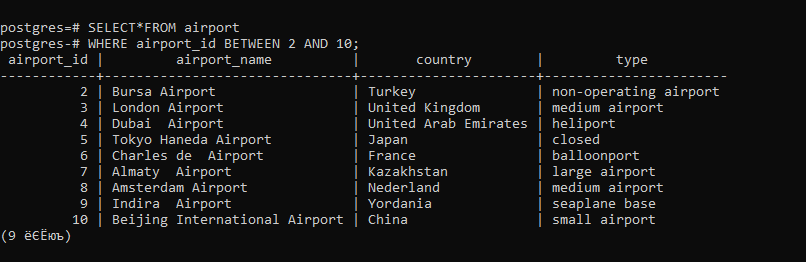 postgres=# SELECT*FROM airport
postgres-# WHERE airport_id BETWEEN 2 AND 10;
 airport_id |         airport_name          |       country        |         type
------------+-------------------------------+----------------------+-----------------------
          2 | Bursa Airport                 | Turkey               | non-operating airport
          3 | London  Airport               | United Kingdom       | medium airport
          4 | Dubai  Airport                | United Arab Emirates | heliport
          5 | Tokyo Haneda Airport          | Japan                | closed
          6 | Charles de  Airport           | France               | balloonport
          7 | Almaty  Airport               | Kazakhstan           | large airport
          8 | Amsterdam Airport             | Nederland            | medium airport
          9 | Indira  Airport               | Yordania             | seaplane base
         10 | Beijing International Airport | China                | small airport
(9 ёЄЁюъ)